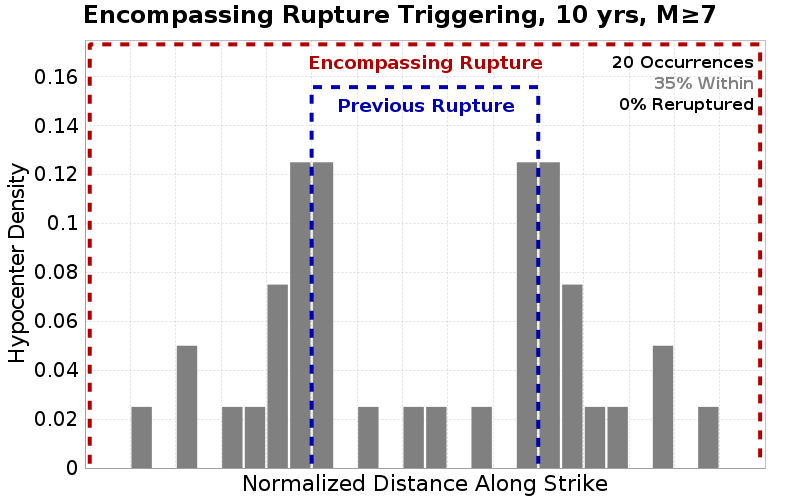 Encompassing Rupture Triggering, 10 yrs, M≥7
Encompassing Rupture
20 Occurrences
35% Within
0% Reruptured
Previous Rupture
Hypocenter Density
0.16
0.14
0.12
0.1
0.08
0.06
0.04
0.02
0
Normalized Distance Along Strike